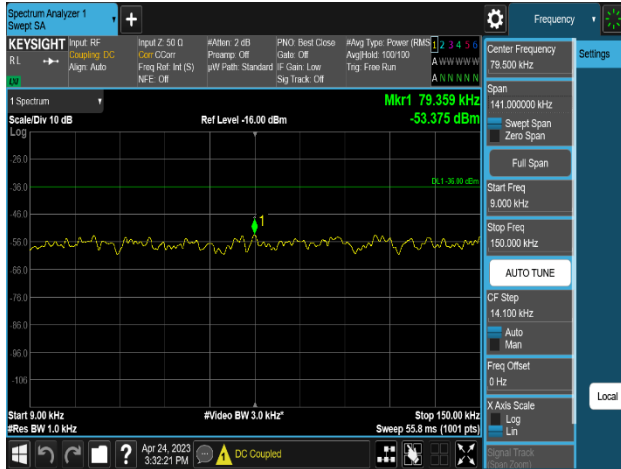 Spectrum Analyzer 1
Swept SA
+
Frequency
KEYSIGHT
RL
Input: RF
Coupling: DC
Align: Auto
Input Z: 50 Ω
Corr CCorr
Freq Ref: Int (S)
NFE: Off
#Atten: 2 dB
Preamp: Off
µW Path: Standard
PNO: Best Close
Gate: Off
IF Gain: Low
Sig Track: Off
#Avg Type: Power (RMS
Avg|Hold: 100/100
Trig: Free Run
1 2 3 4 5 6
A W W W W W
A N N N N N
1 Spectrum
Scale/Div 10 dB
Log
Ref Level -16.00 dBm
Mkr1 79.359 kHz
-53.375 dBm
-26.0
DL1 -36.00 dBm
-36.0
-46.0
1
-56.0
-66.0
-76.0
-86.0
-96.0
-106
Start 9.00 kHz
#Res BW 1.0 kHz
#Video BW 3.0 kHz*
Stop 150.00 kHz
Sweep 55.8 ms (1001 pts)
?
Apr 24, 2023
3:32:21 PM
DC Coupled
Center Frequency
79.500 kHz
Settings
Span
141.000000 kHz
Swept Span
Zero Span
Full Span
Start Freq
9.000 kHz
Stop Freq
150.000 kHz
AUTO TUNE
CF Step
14.100 kHz
Auto
Man
Freq Offset
0 Hz
Local
X Axis Scale
Log
Lin
Signal Track
(Span Zoom)